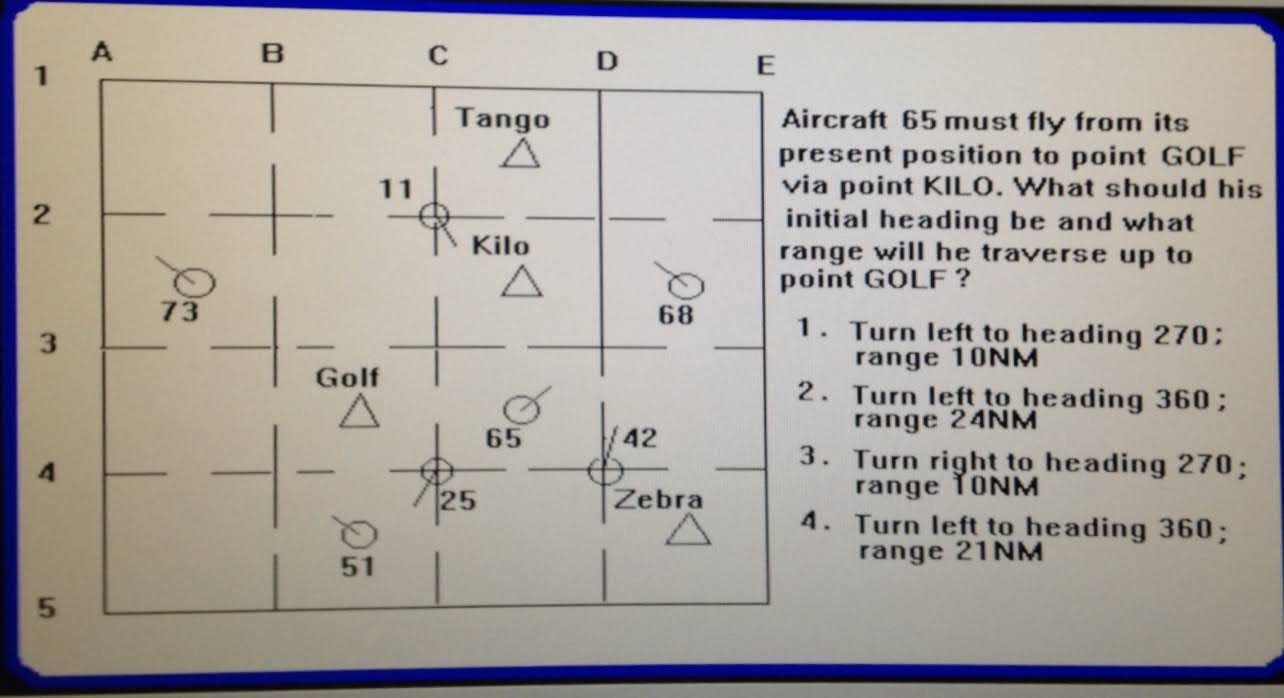 A B C D E
1
Tango
11
2
Kilo
73
68
3
Golf
65
42
4
25
Zebra
51
5
Aircraft 65 must fly from its
present position to point GOLF
via point KILO. What should his
initial heading be and what
range will he traverse up to
point GOLF ?
1. Turn left to heading 270;
range 10NM
2. Turn left to heading 360;
range 24NM
3. Turn right to heading 270;
range 10NM
4. Turn left to heading 360;
range 21NM